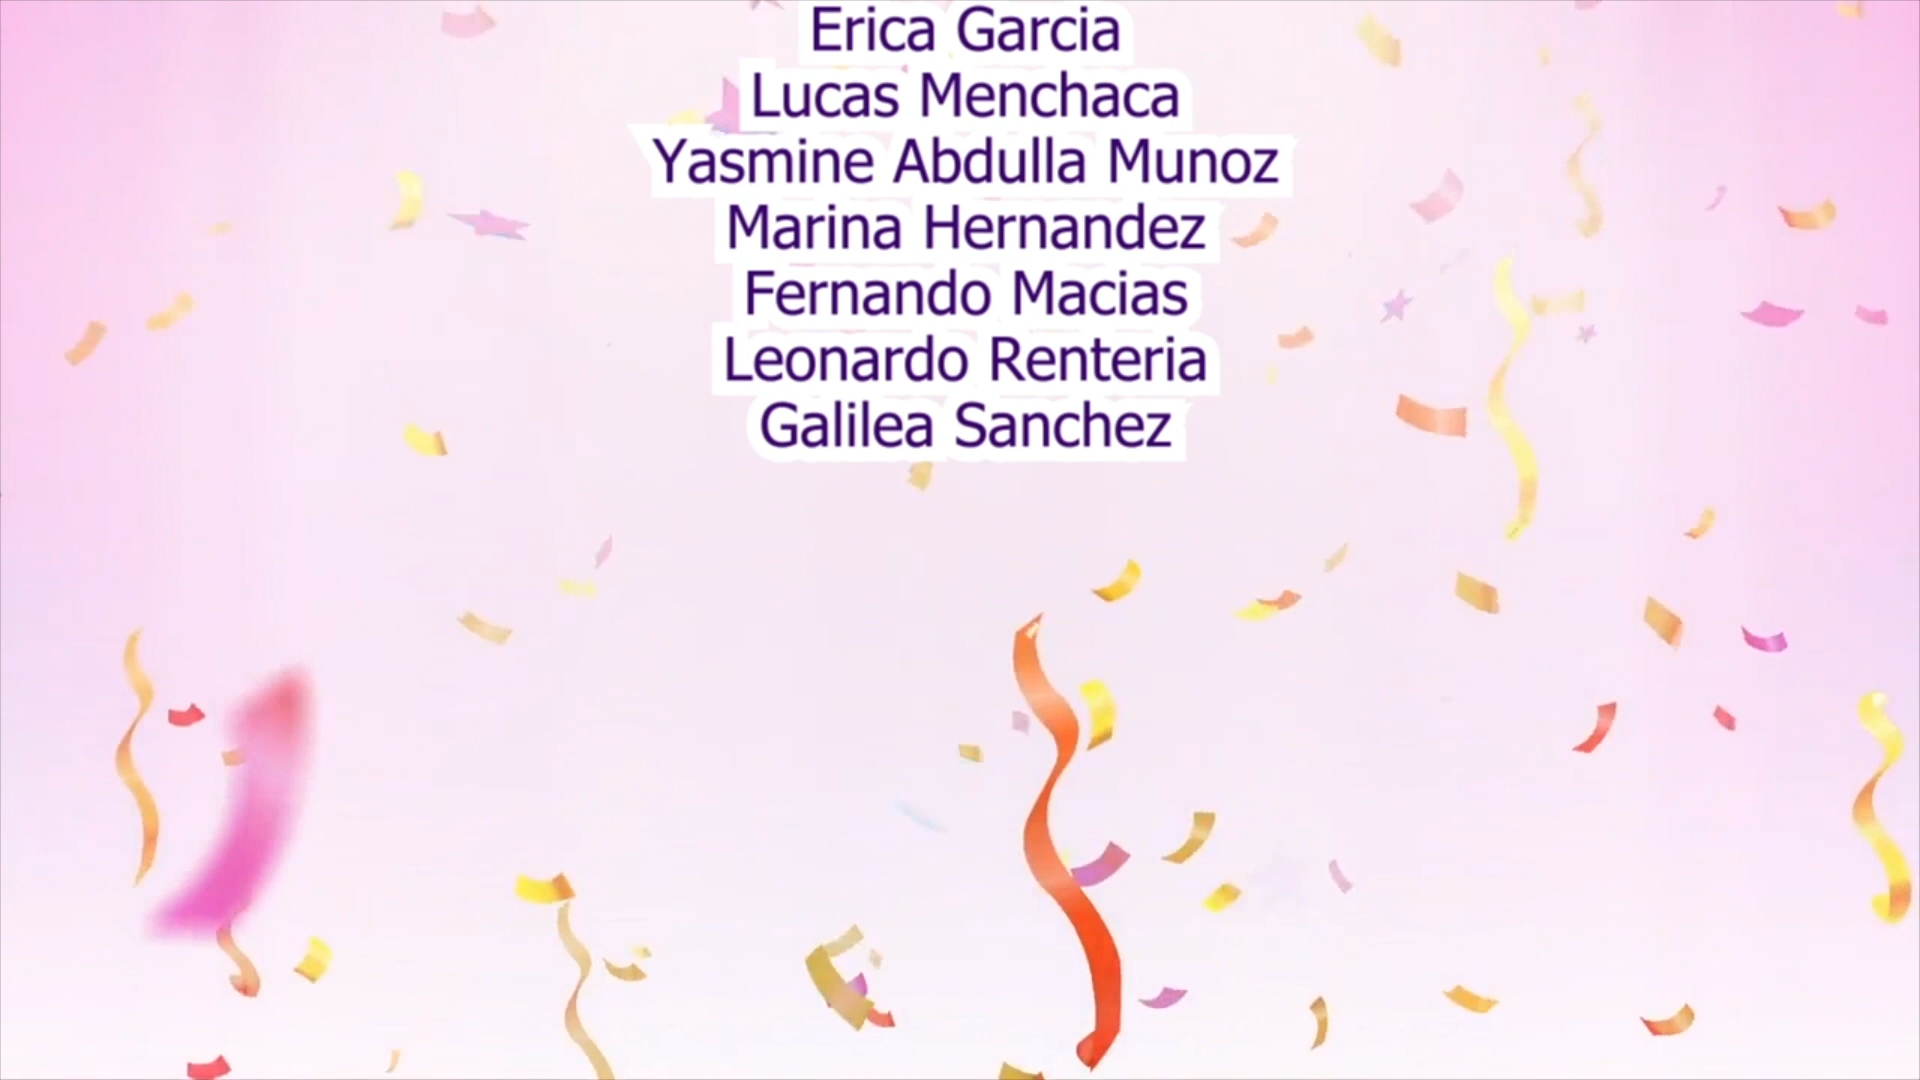 Erica Garcia
Lucas Menchaca
Yasmine Abdulla Munoz
Marina Hernandez
Fernando Macias
Leonardo Renteria
Galilea Sanchez